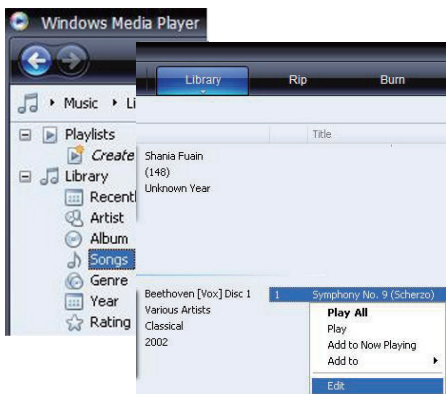 Windows Media Player
Music Li
Playlists
Create
Library
Recentl
Artist
Album
Songs
Genre
Year
Rating
Library Rip Burn
Title
Shania Fuain
(148)
Unknown Year
Beethoven [Vox] Disc 1
Various Artists
Classical
2002
1 Symphony No. 9 (Scherzo)
Play All
Play
Add to Now Playing
Add to
Edit